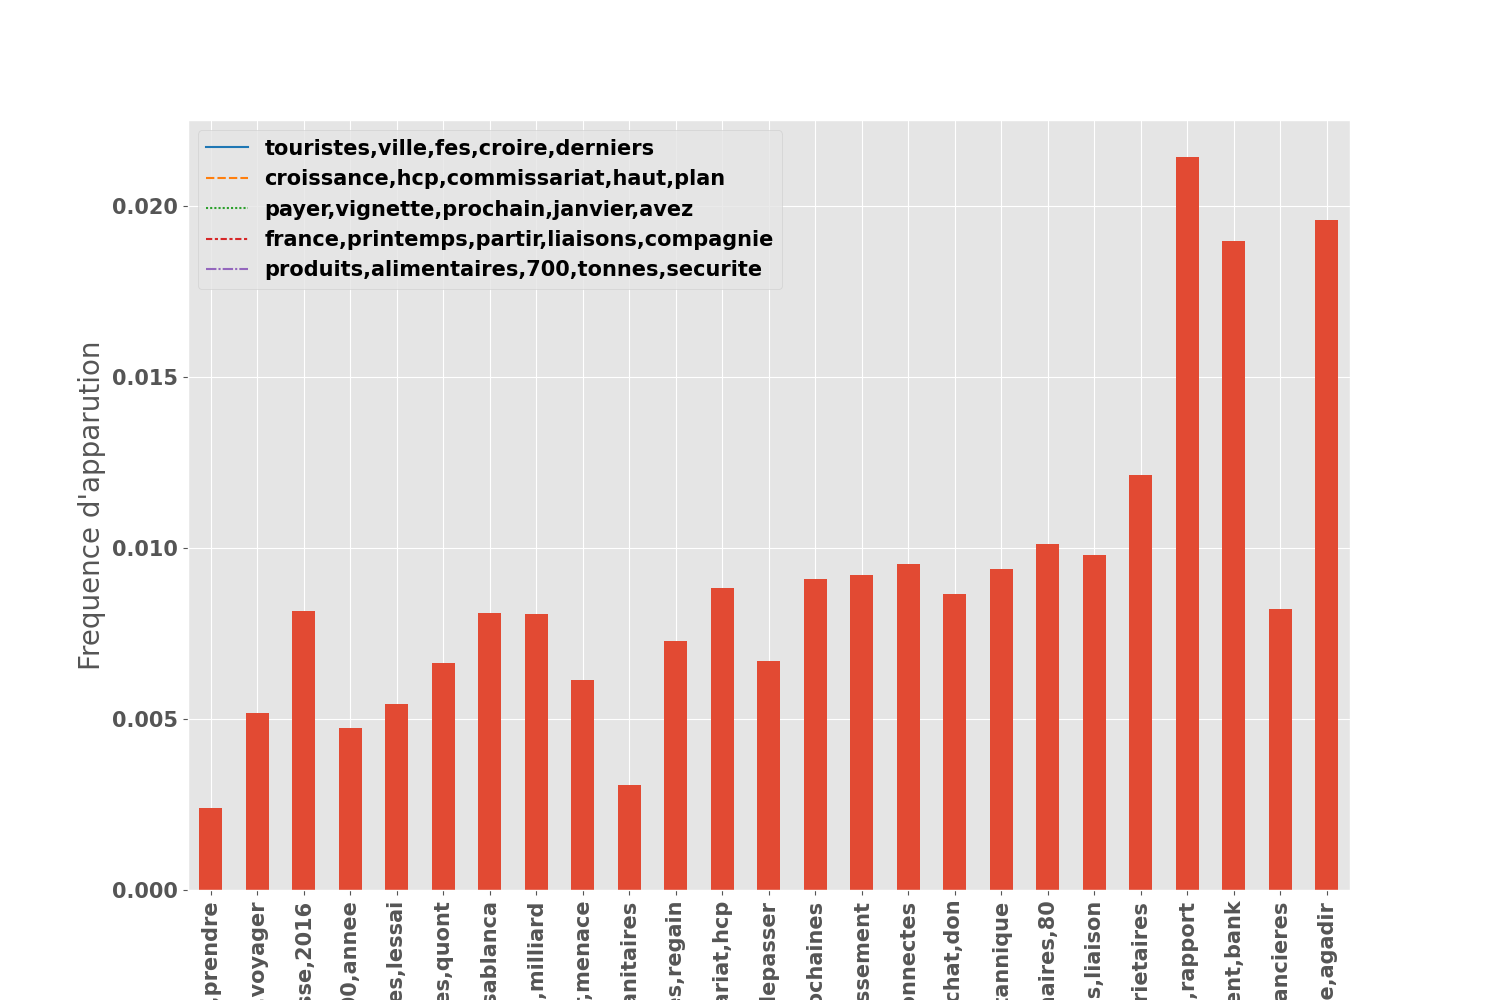 touristes,ville,fes,croire,derniers
croissance,hcp,commissariat,haut,plan
payer,vignette,prochain,janvier,avez
france,printemps,partir,liaisons,compagnie
produits,alimentaires,700,tonnes,securite
Frequence d'apparution
0.020
0.015
0.010
0.005
0.000
,prendre
,voyager
sse,2016
00,annee
es,lessai
es,quont
sablanca
,milliard
,menace
anitaires
es,regain
ariat,hcp
depasser
ochaines
ssement
onnectes
chat,don
tannnique
naires,80
s,liaison
rietaires
,rapport
ent,bank
ancieres
e,agadir